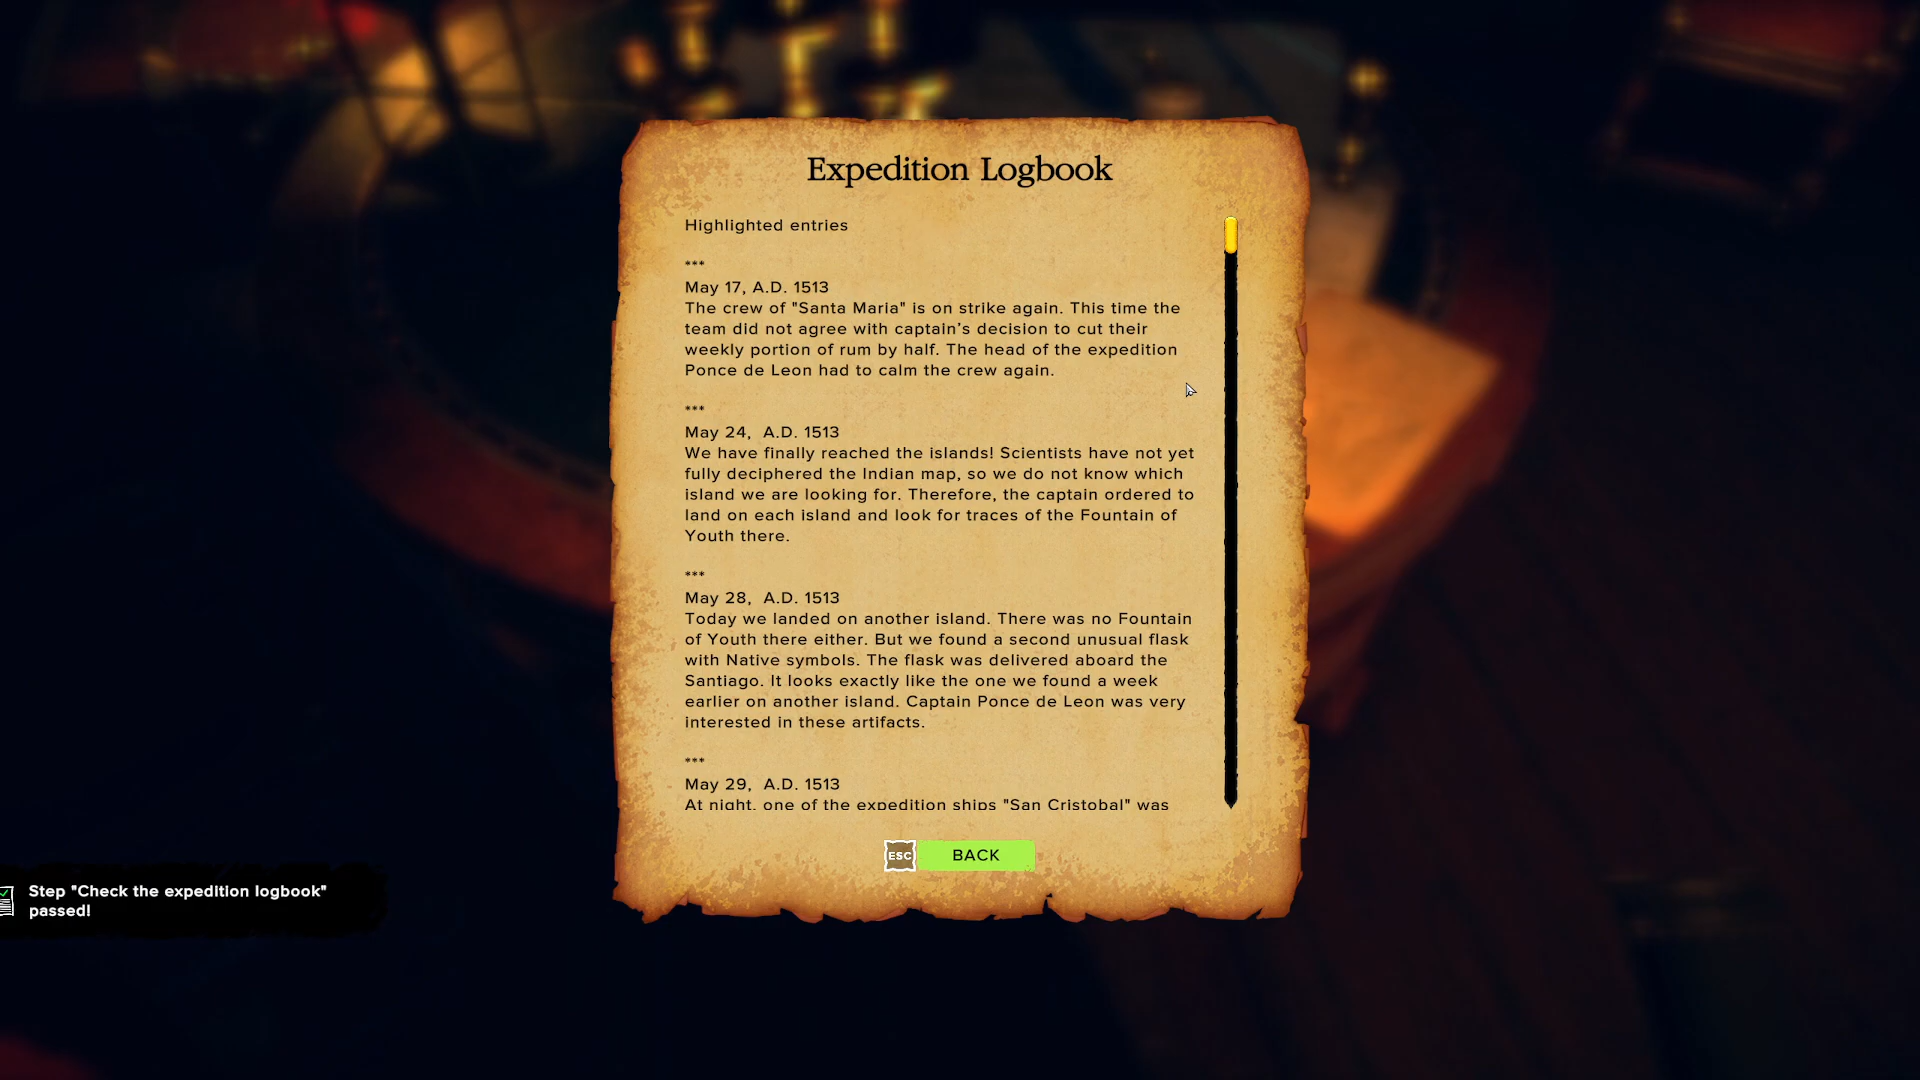 Expedition Logbook
Highlighted entries
***
May 17, A.D. 1513
The crew of "Santa Maria" is on strike again. This time the
team did not agree with captain's decision to cut their
weekly portion of rum by half. The head of the expedition
Ponce de Leon had to calm the crew again.
***
May 24,  A.D. 1513
We have finally reached the islands! Scientists have not yet
fully deciphered the Indian map, so we do not know which
island we are looking for. Therefore, the captain ordered to
land on each island and look for traces of the Fountain of
Youth there.
***
May 28,  A.D. 1513
Today we landed on another island. There was no Fountain
of Youth there either. But we found a second unusual flask
with Native symbols. The flask was delivered aboard the
Santiago. It looks exactly like the one we found a week
earlier on another island. Captain Ponce de Leon was very
interested in these artifacts.
***
May 29,  A.D. 1513
At night, one of the expedition ships "San Cristobal" was
ESC BACK
Step "Check the expedition logbook"
passed!